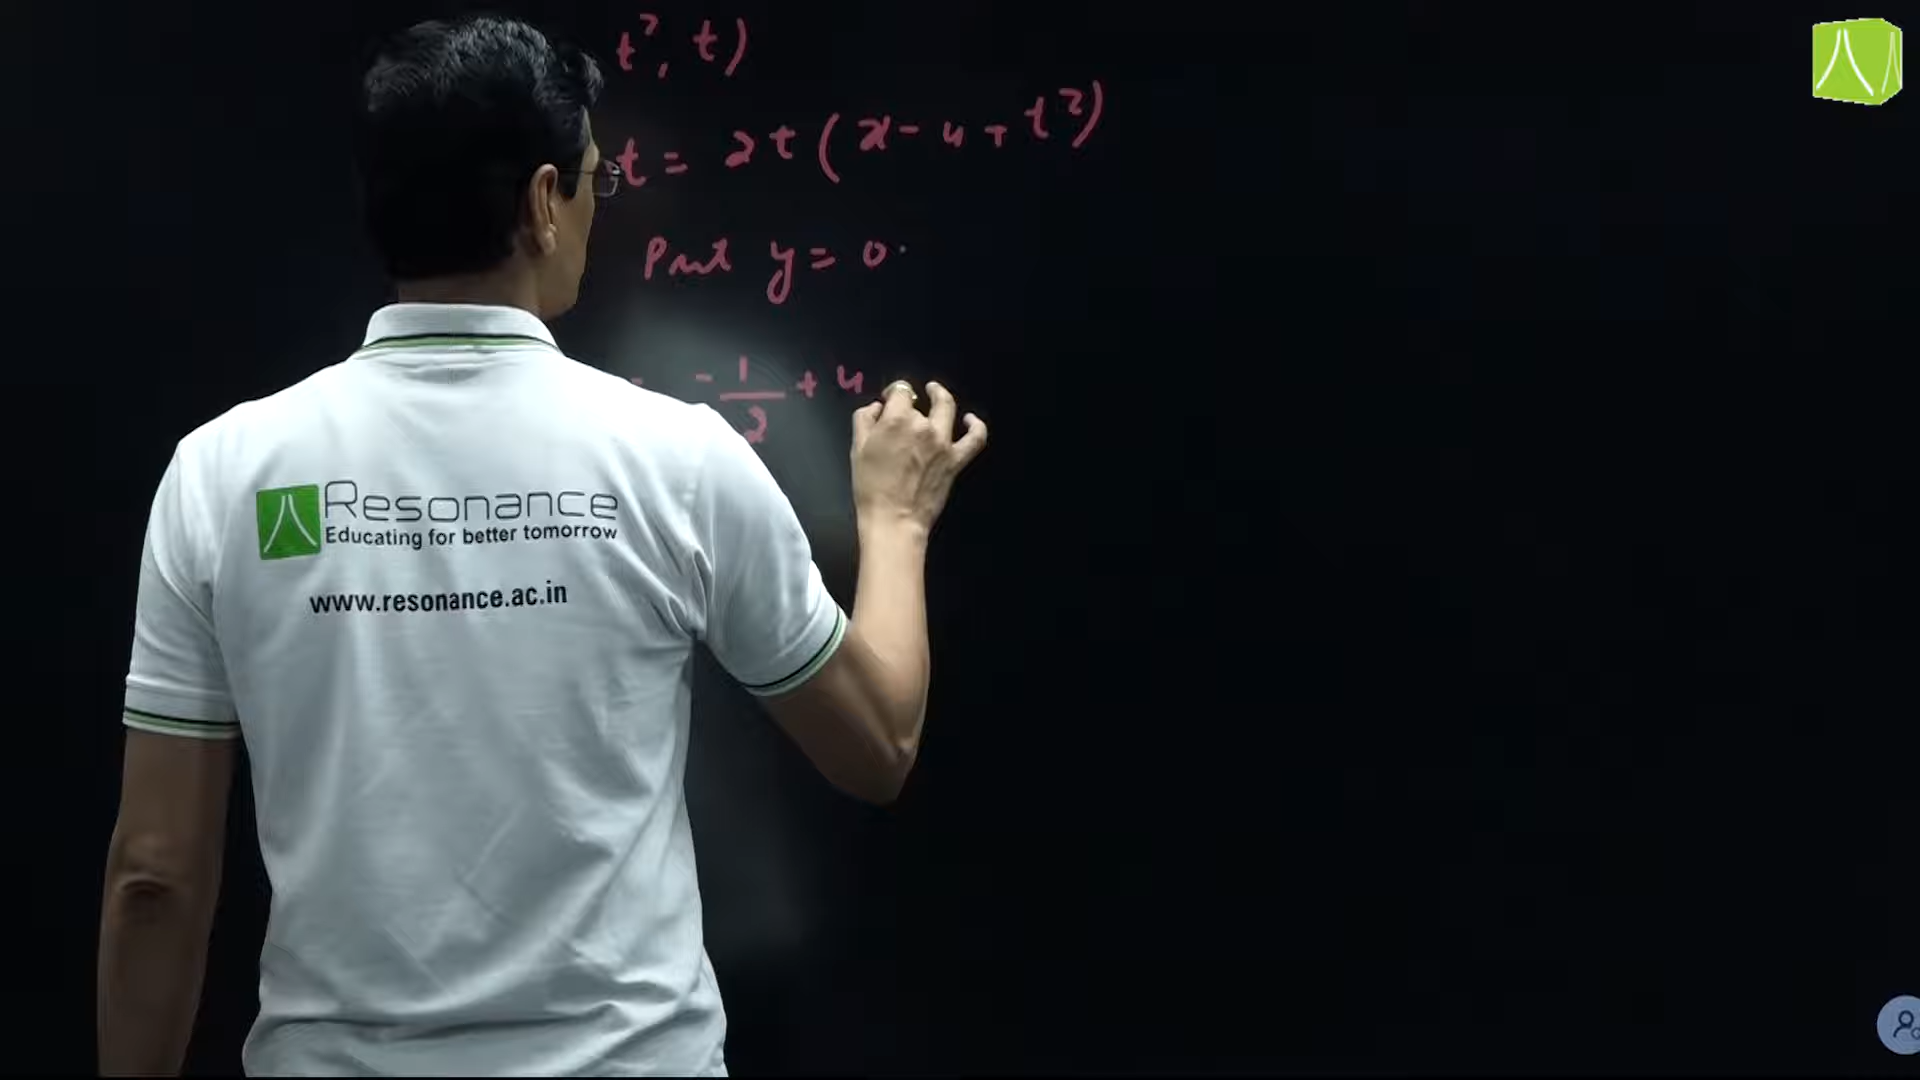 t², t)
t = 2t (x - 4 + t²)
Put y = 0.
- 1/2 + 4
Resonance
Educating for better tomorrow
www.resonance.ac.in